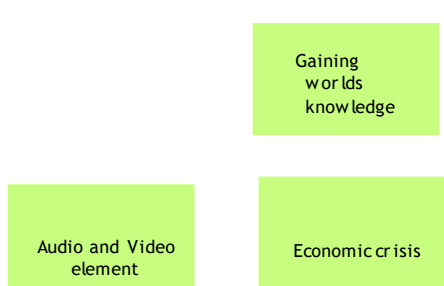 Gaining
worlds
knowledge
Audio and Video
element
Economic crisis